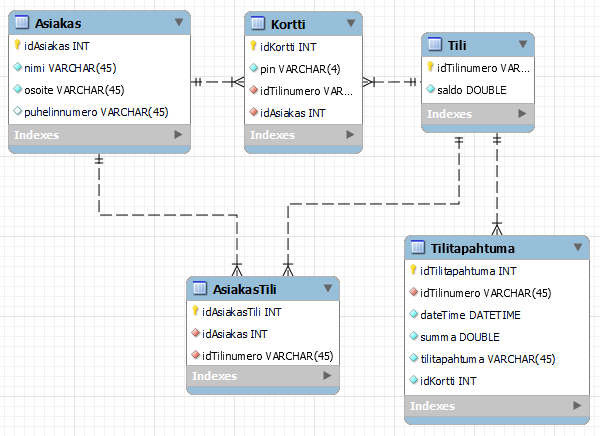 Asiakas
idAsiakas INT
nimi VARCHAR(45)
osoite VARCHAR(45)
puhelinnumero VARCHAR(45)
Indexes
Kortti
idKortti INT
pin VARCHAR(4)
idTilinumero VAR...
idAsiakas INT
Indexes
Tili
idTilinumero VAR...
saldo DOUBLE
Indexes
AsiakasTili
idAsiakasTili INT
idAsiakas INT
idTilinumero VARCHAR(45)
Indexes
Tilitapahtuma
idTilitapahtuma INT
idTilinumero VARCHAR(45)
dateTime DATETIME
summa DOUBLE
tilitapahtuma VARCHAR(45)
idKortti INT
Indexes